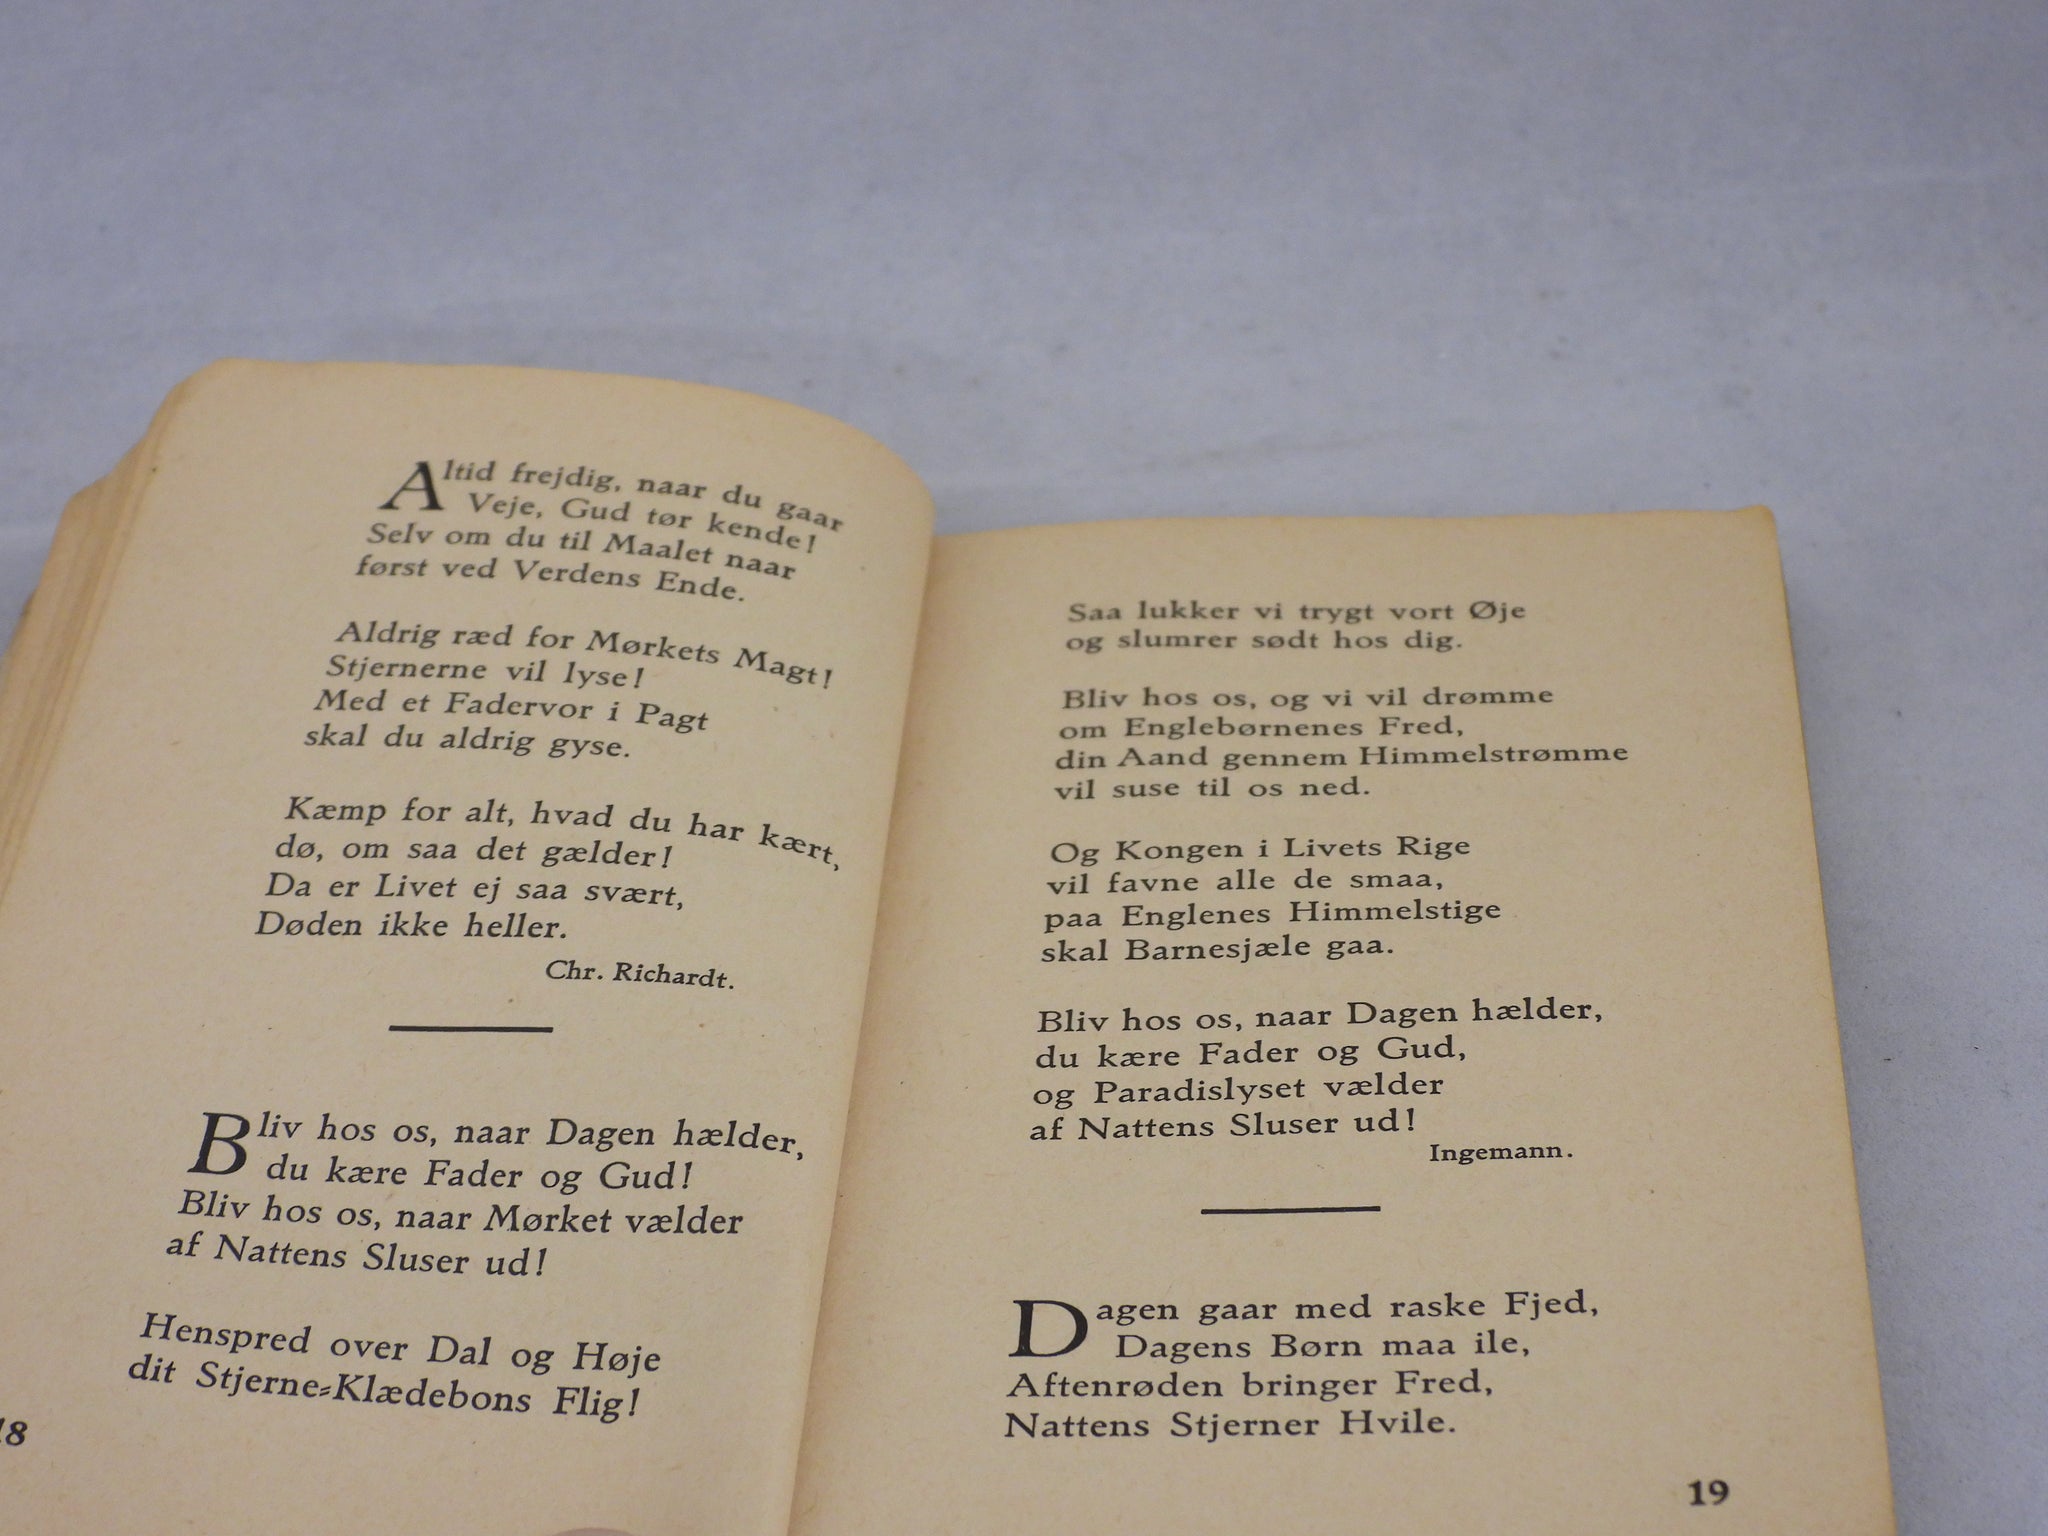 Altid frejdig, naar du gaar
Veje, Gud tør kende!
Selv om du til Maalet naar
først ved Verdens Ende.
Aldrig ræd for Mørkets Magt!
Stjernerne vil lyse!
Med et Fadervor i Pagt
skal du aldrig gyse.
Kæmp for alt, hvad du har kært,
dø, om saa det gælder!
Da er Livet ej saa svært,
Døden ikke heller.
Chr. Richardt.
Bliv hos os, naar Dagen hælder,
du kære Fader og Gud!
Bliv hos os, naar Mørket vælder
af Nattens Sluser ud!
Henspred over Dal og Høje
dit Stjerne-Klædebons Flig!
18
Saa lukker vi trygt vort Øje
og slumrer sødt hos dig.
Bliv hos os, og vi vil drømme
om Englebørnenes Fred,
din Aand gennem Himmelstrømme
vil suse til os ned.
Og Kongen i Livets Rige
vil favne alle de smaa,
paa Englenes Himmelstige
skal Barnesjæle gaa.
Bliv hos os, naar Dagen hælder,
du kære Fader og Gud,
og Paradislyset vælder
af Nattens Sluser ud!
Ingemann.
Dagen gaar med raske Fjed,
Dagens Børn maa ile,
Aftenrøden bringer Fred,
Nattens Stjerner Hvile.
19